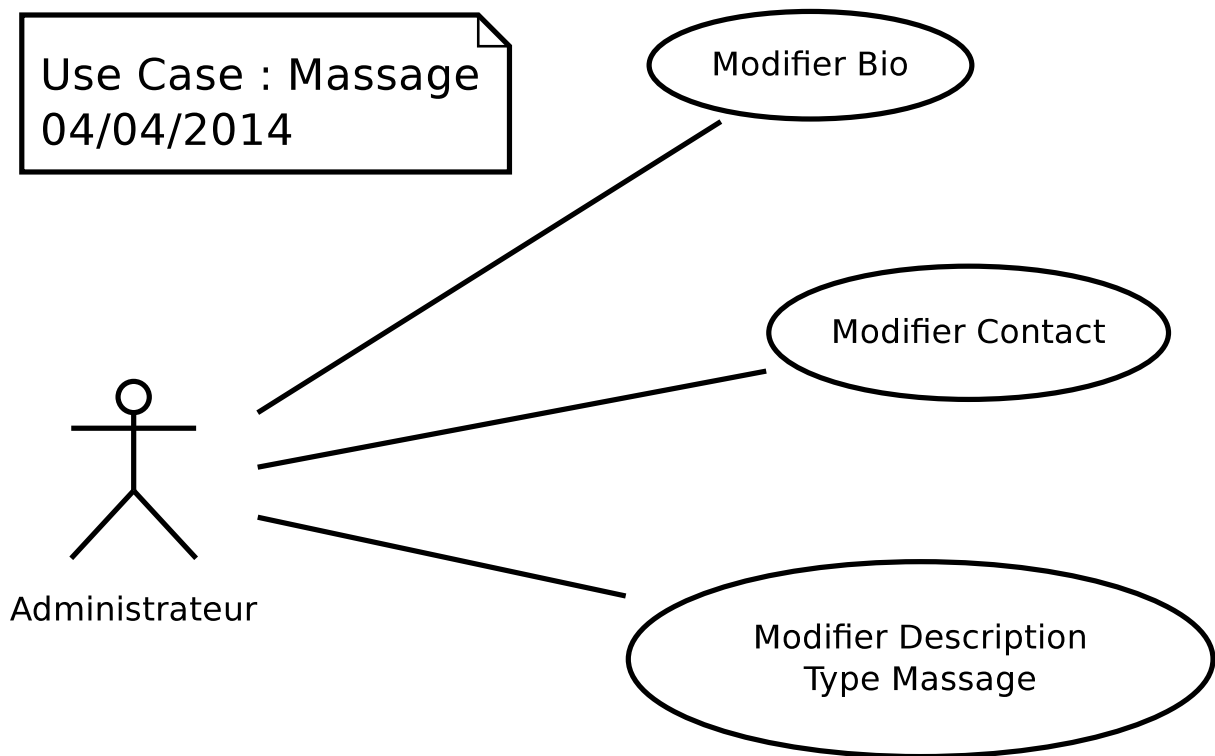 Use Case : Massage
04/04/2014
Modifier Bio
Modifier Contact
Administrateur
Modifier Description
Type Massage